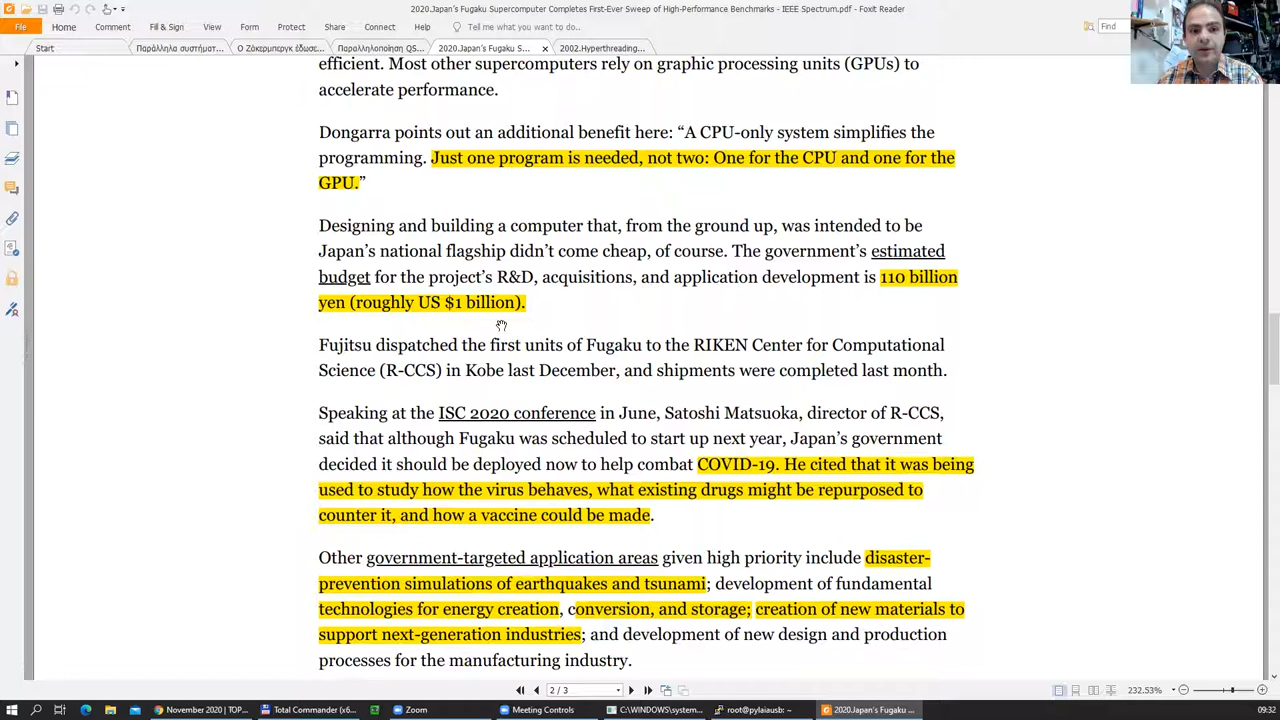 2020.Japan's Fugaku Supercomputer Completes First-Ever Sweep of High-Performance Benchmarks - IEEE Spectrum.pdf - Foxit Reader
File Home Comment Fill & Sign View Form Protect Share Connect Help Tell me what you want to do... Find
Start Παράλληλα συστήματ... Ο Ζόκερμπεργκ έδωσε... Παραλληλοποίηση QS... 2020.Japan's Fugaku S... 2002.Hyperthreading...
efficient. Most other supercomputers rely on graphic processing units (GPUs) to
accelerate performance.
Dongarra points out an additional benefit here: “A CPU-only system simplifies the
programming. Just one program is needed, not two: One for the CPU and one for the
GPU.”
Designing and building a computer that, from the ground up, was intended to be
Japan’s national flagship didn’t come cheap, of course. The government’s estimated
budget for the project’s R&D, acquisitions, and application development is 110 billion
yen (roughly US $1 billion).
Fujitsu dispatched the first units of Fugaku to the RIKEN Center for Computational
Science (R-CCS) in Kobe last December, and shipments were completed last month.
Speaking at the ISC 2020 conference in June, Satoshi Matsuoka, director of R-CCS,
said that although Fugaku was scheduled to start up next year, Japan’s government
decided it should be deployed now to help combat COVID-19. He cited that it was being
used to study how the virus behaves, what existing drugs might be repurposed to
counter it, and how a vaccine could be made.
Other government-targeted application areas given high priority include disaster-
prevention simulations of earthquakes and tsunami; development of fundamental
technologies for energy creation, conversion, and storage; creation of new materials to
support next-generation industries; and development of new design and production
processes for the manufacturing industry.
2 / 3 232.53%
November 2020 | TOP... Total Commander (x6... Zoom Meeting Controls C:\WINDOWS\system... root@pylaiausb: ~ 2020.Japan's Fugaku ... 09:32